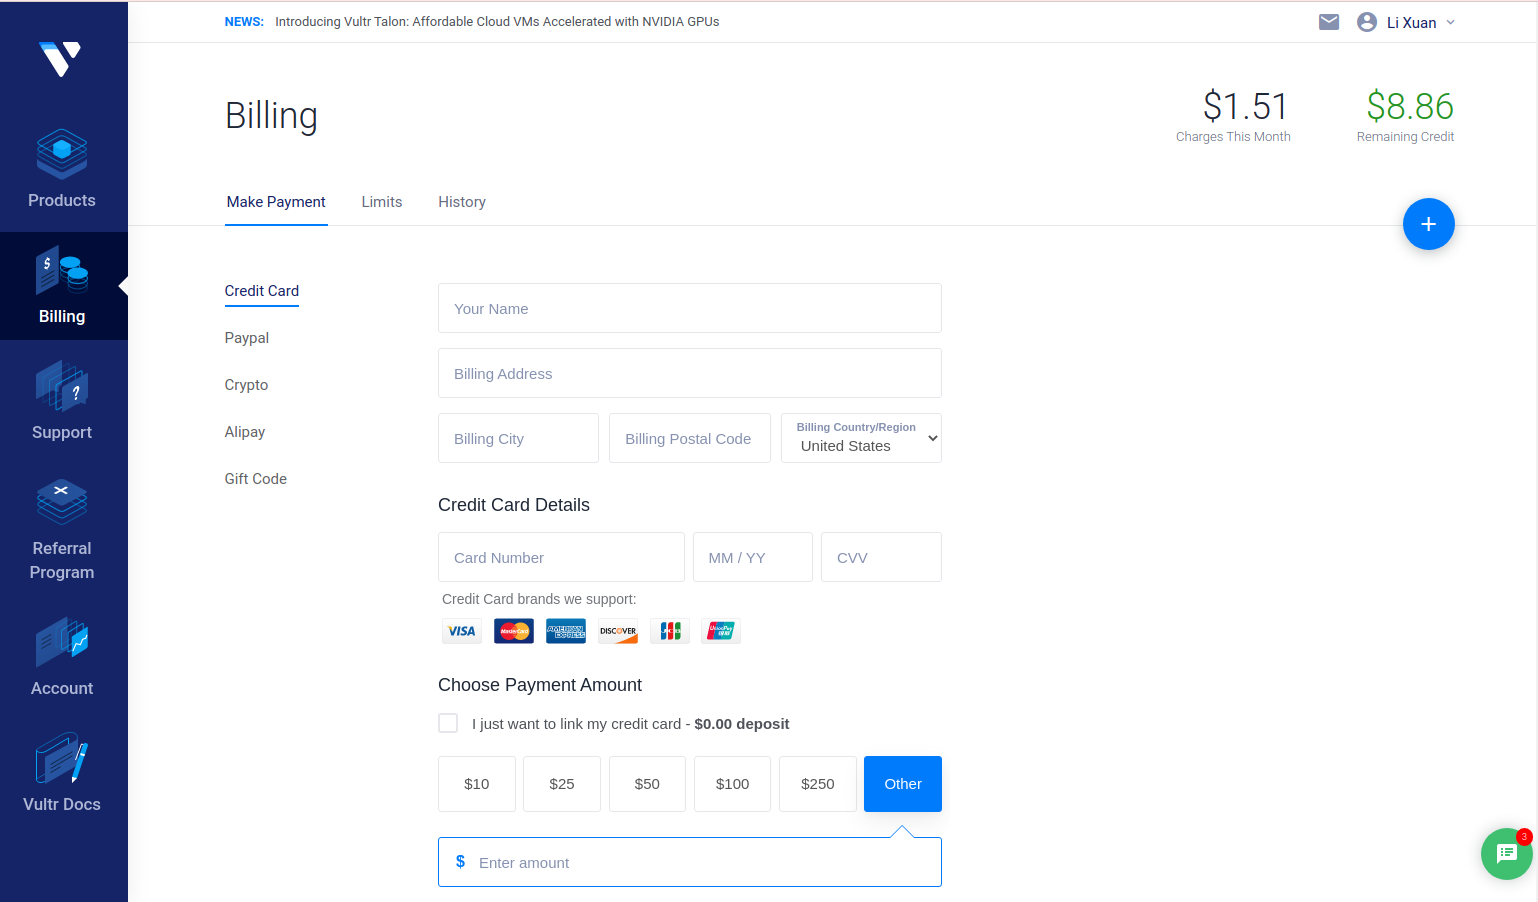 NEWS: Introducing Vultr Talon: Affordable Cloud VMs Accelerated with NVIDIA GPUs
Li Xuan
Products
Billing
Support
Referral
Program
Account
Vultr Docs
Billing
$1.51
Charges This Month
$8.86
Remaining Credit
Make Payment
Limits
History
+
Credit Card
Paypal
Crypto
Alipay
Gift Code
Your Name
Billing Address
Billing City
Billing Postal Code
Billing Country/Region
United States
Credit Card Details
Card Number
MM / YY
CVV
Credit Card brands we support:
VISA
MasterCard
AMERICAN EXPRESS
DISCOVER
JCB
UnionPay
Choose Payment Amount
I just want to link my credit card - $0.00 deposit
$10
$25
$50
$100
$250
Other
$ Enter amount
3